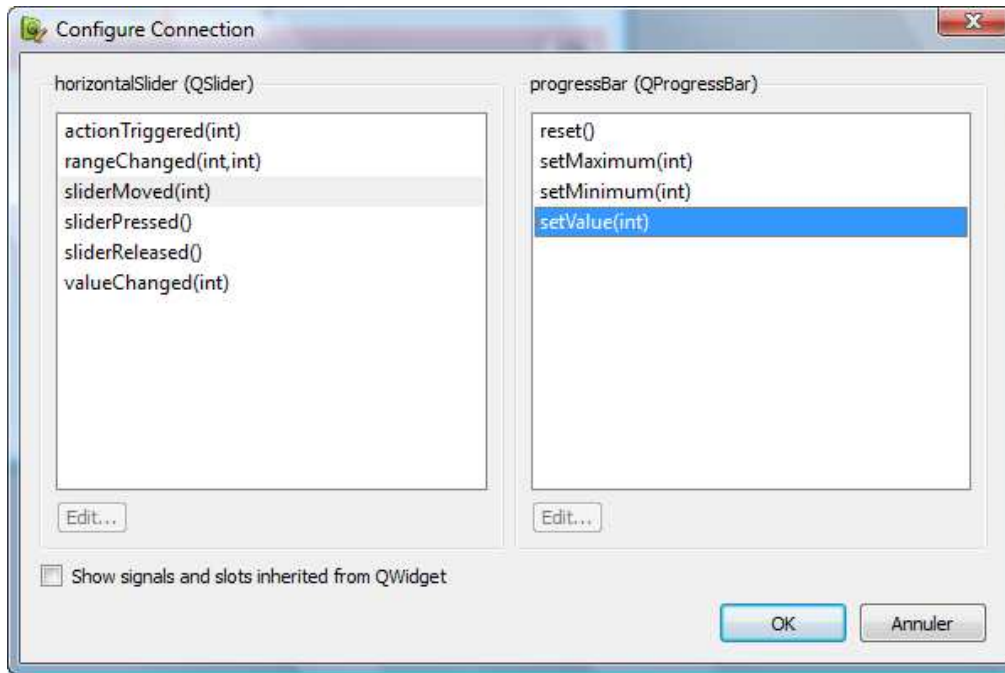 Configure Connection
horizontalSlider (QSlider)
actionTriggered(int)
rangeChanged(int,int)
sliderMoved(int)
sliderPressed()
sliderReleased()
valueChanged(int)
Edit...
progressBar (QProgressBar)
reset()
setMaximum(int)
setMinimum(int)
setValue(int)
Edit...
Show signals and slots inherited from QWidget
OK
Annuler